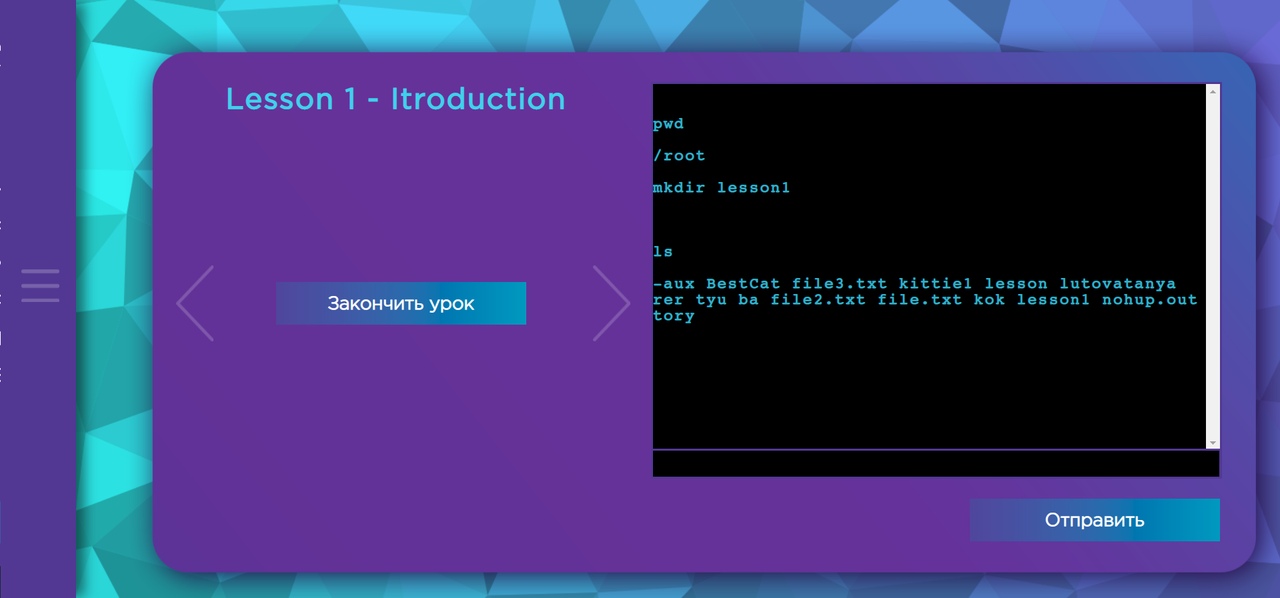 Lesson 1 - Itroduction
Закончить урок
pwd
/root
mkdir lesson1
ls
-aux BestCat file3.txt kittie1 lesson lutovatanya
rer tyu ba file2.txt file.txt kok lesson1 nohup.out
tory
Отправить